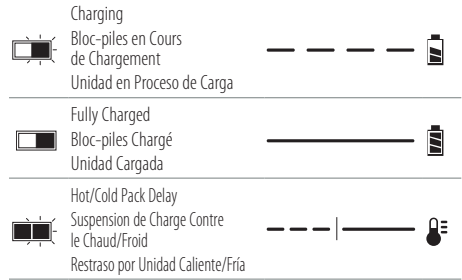 Charging
Bloc-piles en Cours
de Chargement
Unidad en Proceso de Carga
Fully Charged
Bloc-piles Chargé
Unidad Cargada
Hot/Cold Pack Delay
Suspension de Charge Contre
le Chaud/Froid
Restraso por Unidad Caliente/Fría